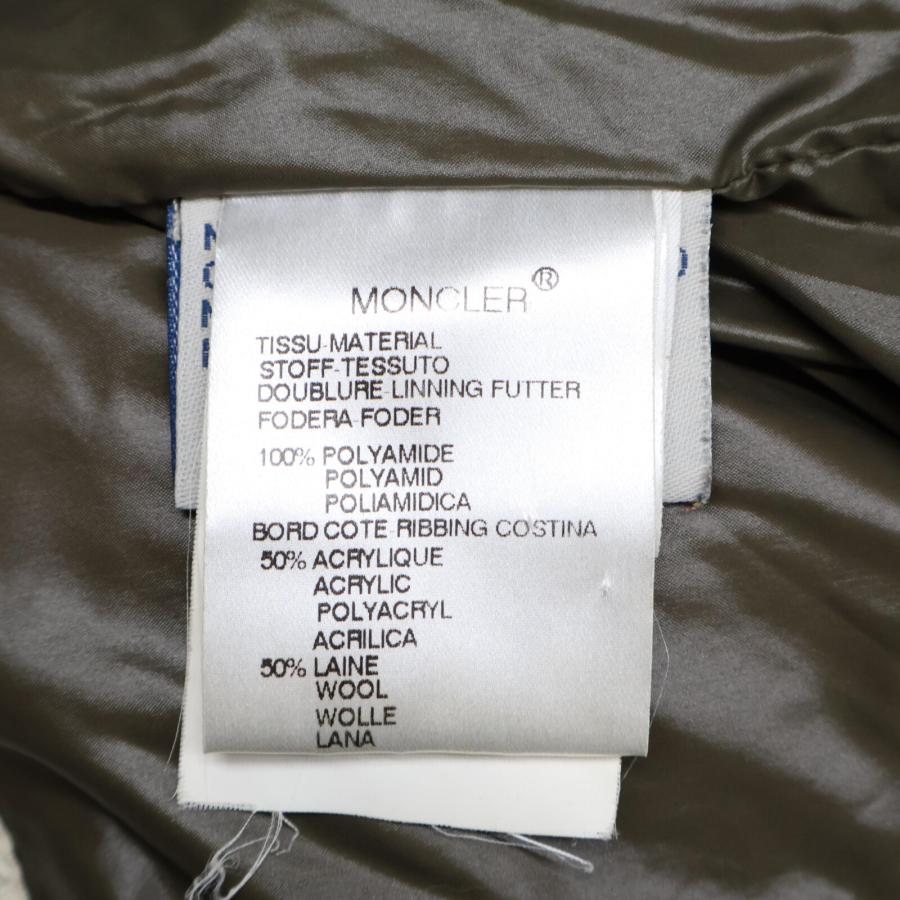 MONCLER®
TISSU-MATERIAL
STOFF-TESSUTO
DOUBLURE-LINNING FUTTER
FODERA-FODER
100% POLYAMIDE
POLYAMID
POLIAMIDICA
BORD COTE-RIBBING COSTINA
50% ACRYLIQUE
ACRYLIC
POLYACRYL
ACRILICA
50% LAINE
WOOL
WOLLE
LANA